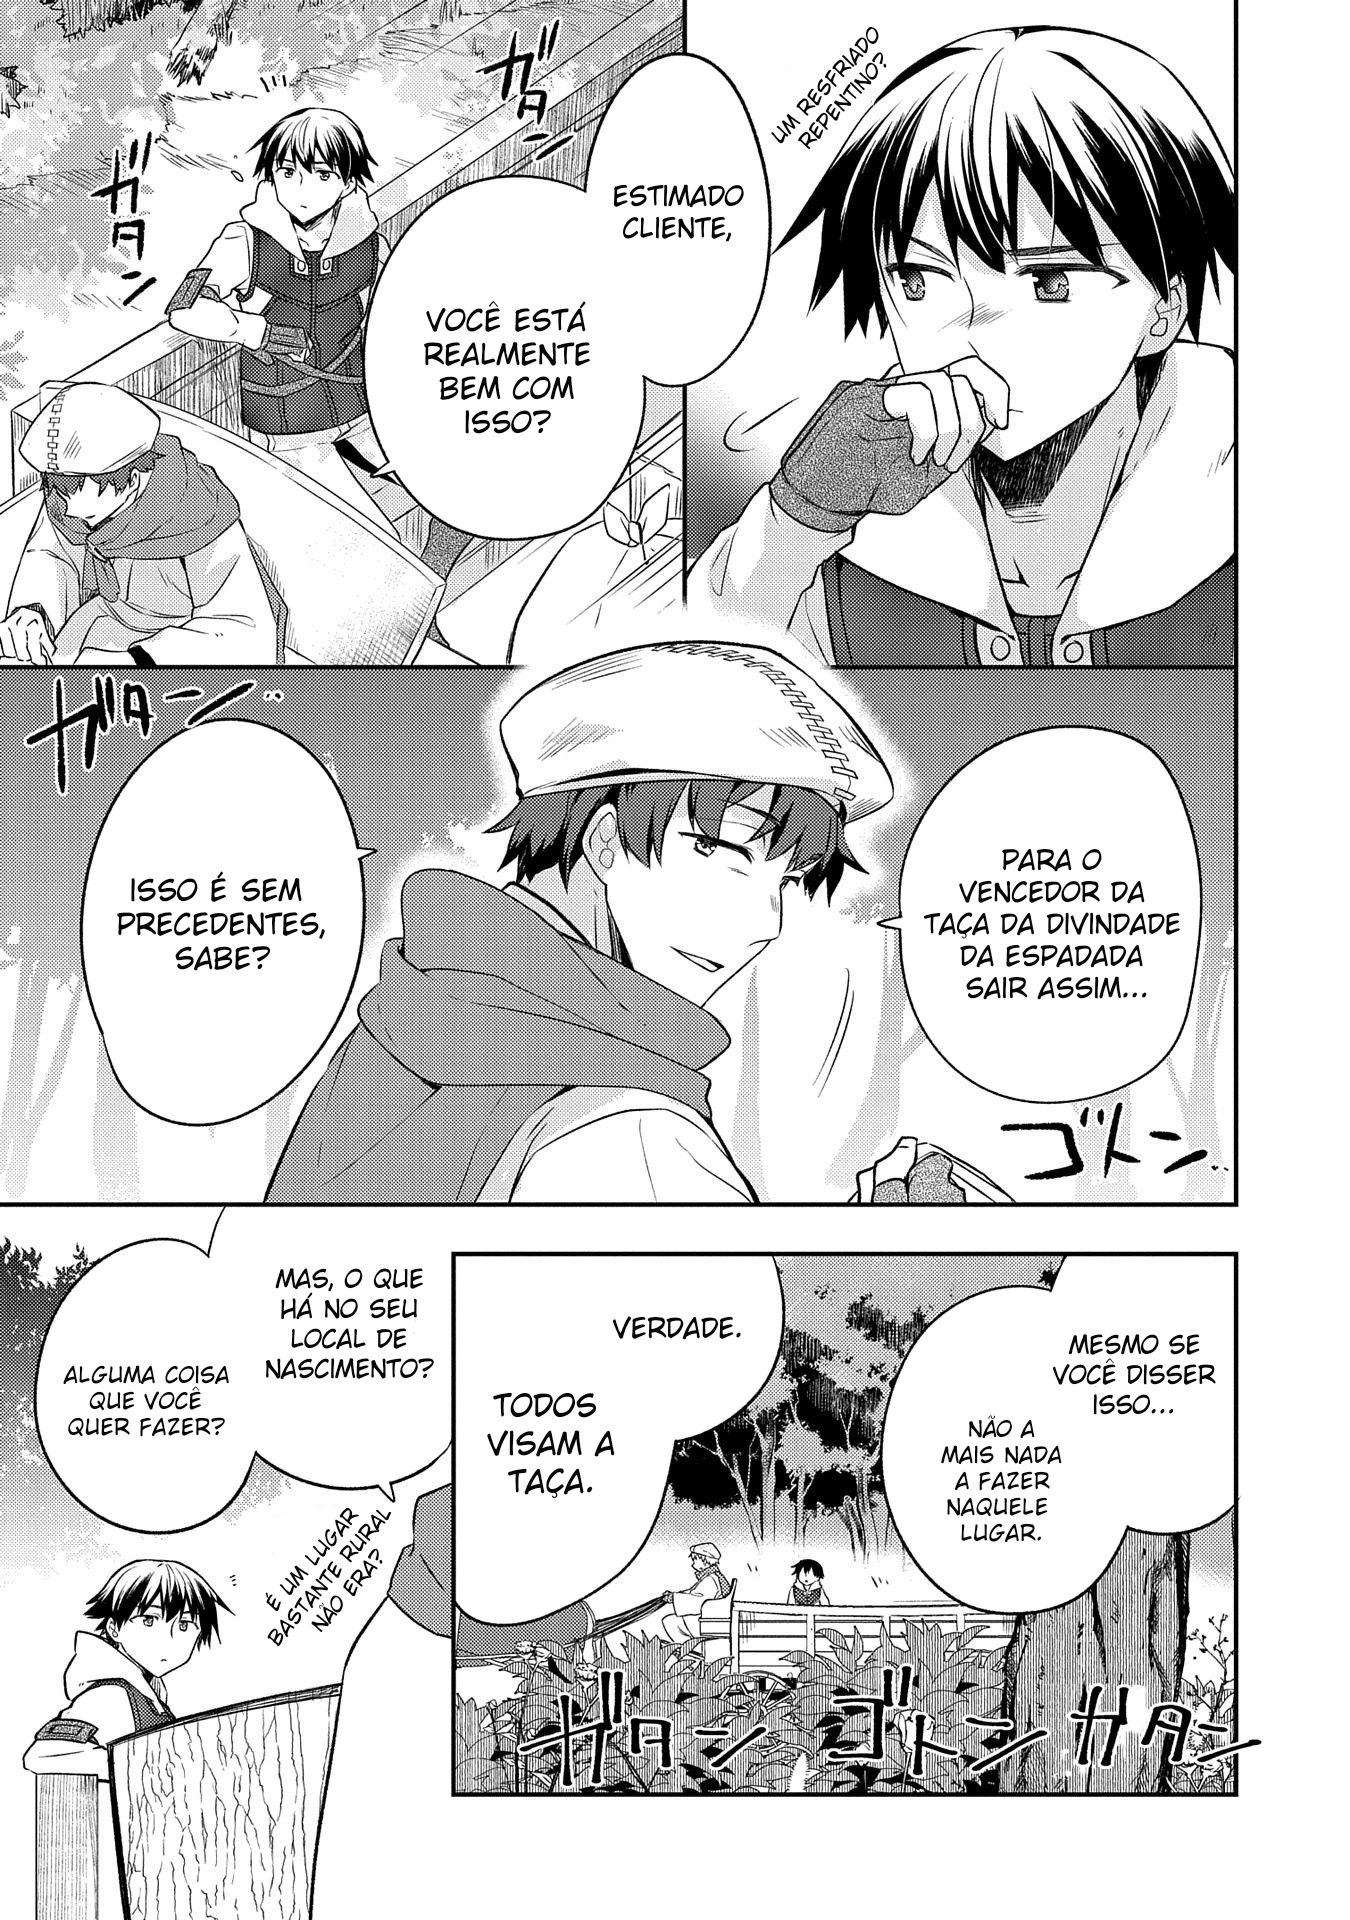 UM RESFRIADO
REPENTINO?
ESTIMADO
CLIENTE,
VOCÊ ESTÁ
REALMENTE
BEM COM
ISSO?
ガタン
ガタン
PARA O
VENCEDOR DA
TAÇA DA DIVINDADE
DA ESPADADA
SAIR ASSIM...
ISSO É SEM
PRECEDENTES,
SABE?
ガターン…
ゴトン…
MESMO SE
VOCÊ DISSER
ISSO...
NÃO A
MAIS NADA
A FAZER
NAQUELE
LUGAR.
VERDADE.
TODOS
VISAM A
TAÇA.
ガタン ゴトン ガターン…
MAS, O QUE
HÁ NO SEU
LOCAL DE
NASCIMENTO?
ALGUMA COISA
QUE VOCÊ
QUER FAZER?
É UM LUGAR
BASTANTE RURAL
NÃO ERA?